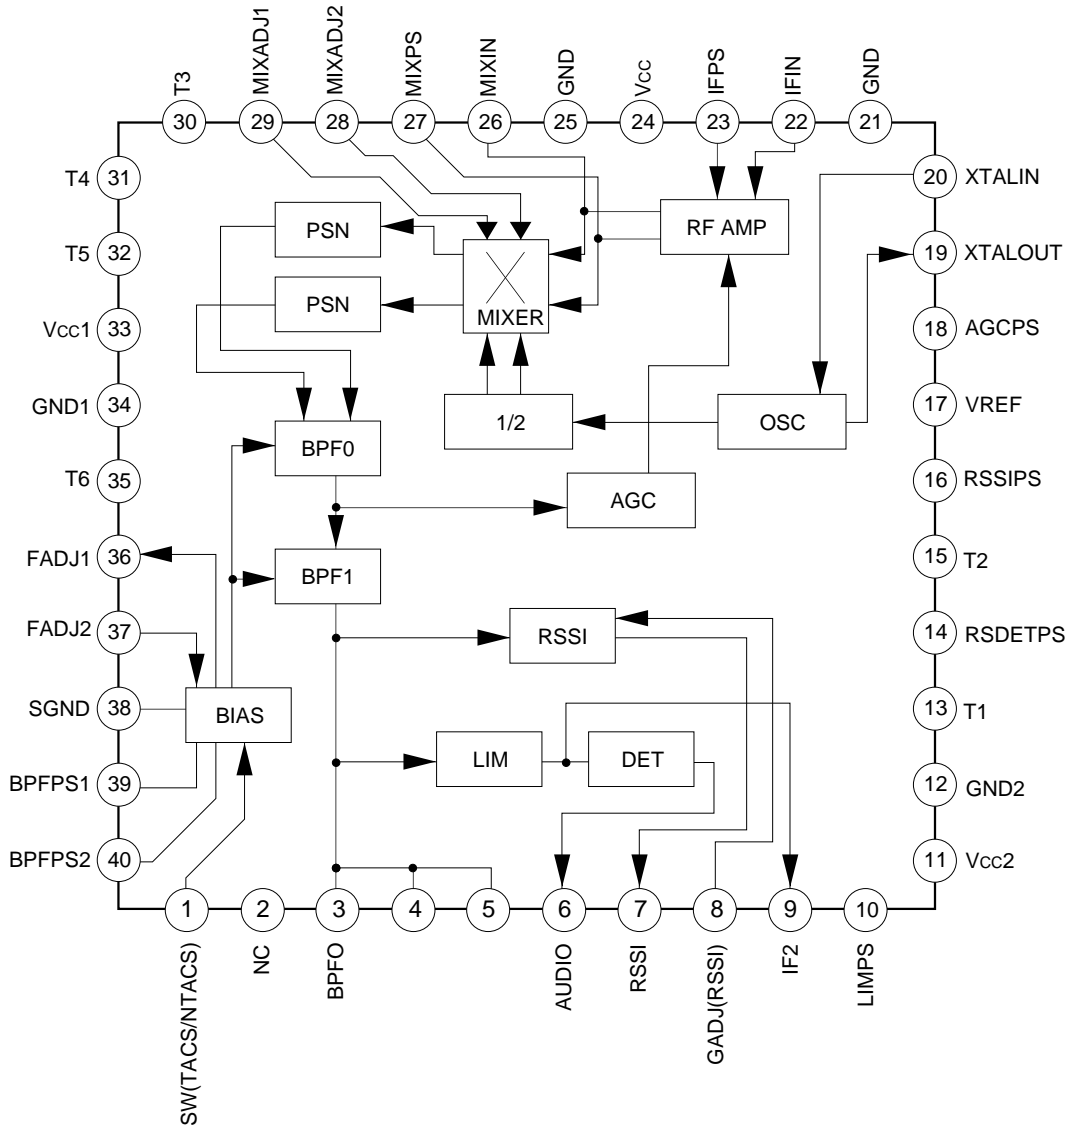 T3
MIXADJ1
MIXADJ2
MIXPS
MIXIN
GND
Vcc
IFPS
IFIN
GND
30
29
28
27
26
25
24
23
22
21
T4
31
20
XTALIN
PSN
RF AMP
T5
32
19
XTALOUT
PSN
MIXER
Vcc1
33
18
AGCPS
GND1
34
1/2
OSC
17
VREF
BPF0
T6
35
16
RSSIPS
AGC
FADJ1
36
15
T2
BPF1
FADJ2
37
RSSI
14
RSDETPS
SGND
38
BIAS
13
T1
LIM
DET
BPFPS1
39
12
GND2
BPFPS2
40
11
Vcc2
1
2
3
4
5
6
7
8
9
10
SW(TACS/NTACS)
NC
BPFO
AUDIO
RSSI
GADJ(RSSI)
IF2
LIMPS